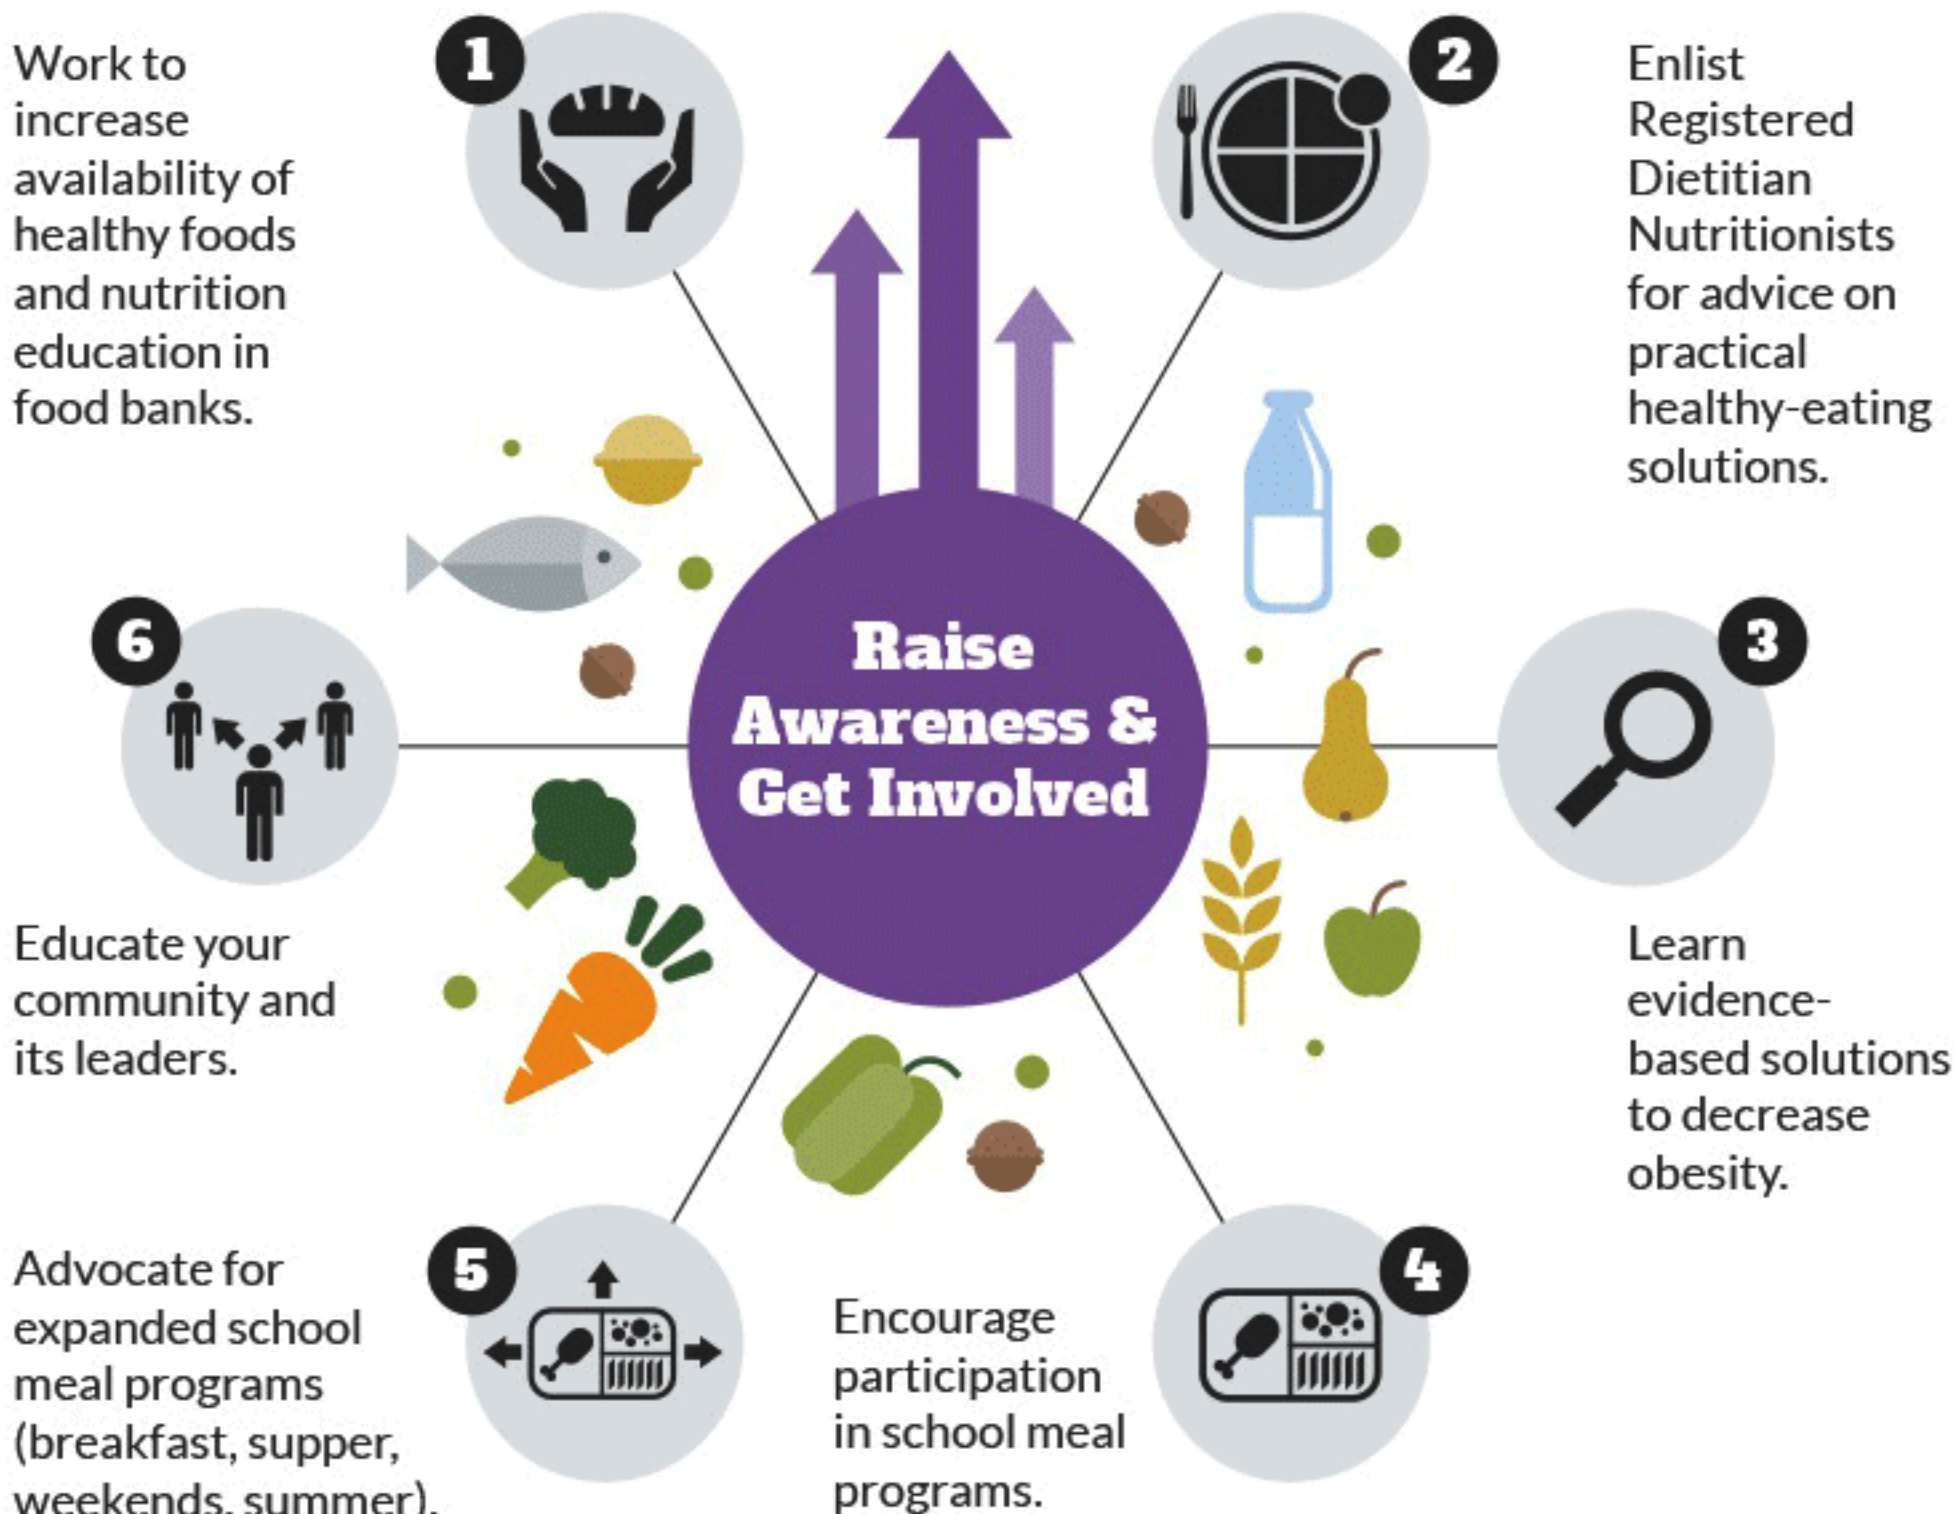 1
Work to
increase
availability of
healthy foods
and nutrition
education in
food banks.
2
Enlist
Registered
Dietitian
Nutritionists
for advice on
practical
healthy-eating
solutions.
Raise
Awareness &
Get Involved
3
Learn
evidence-
based solutions
to decrease
obesity.
4
Encourage
participation
in school meal
programs.
5
Advocate for
expanded school
meal programs
(breakfast, supper,
weekends, summer).
6
Educate your
community and
its leaders.